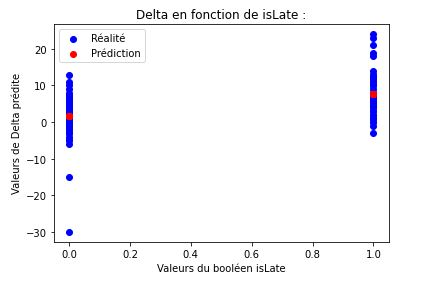 Delta en fonction de isLate :
Réalité
Prédiction
Valeurs de Delta prédite
20
10
0
−10
−20
−30
0.0 0.2 0.4 0.6 0.8 1.0
Valeurs du booléen isLate